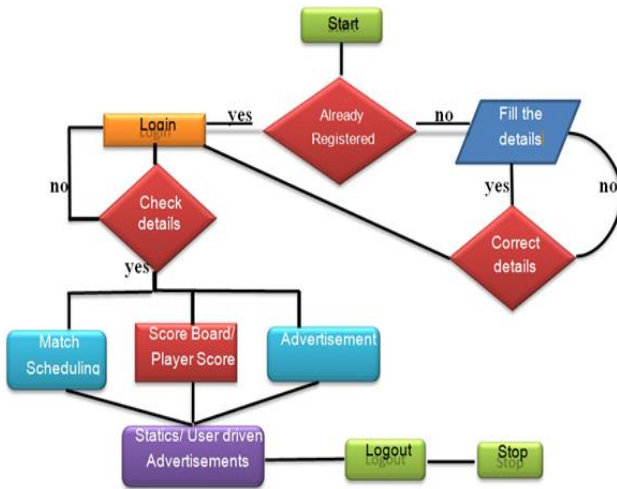 Start
Already
Registered
yes
no
Login
Fill the
details
no
Check
details
yes
no
Correct
details
yes
Match
Scheduling
Score Board/
Player Score
Advertisement
Statics/ User driven
Advertisements
Logout
Stop